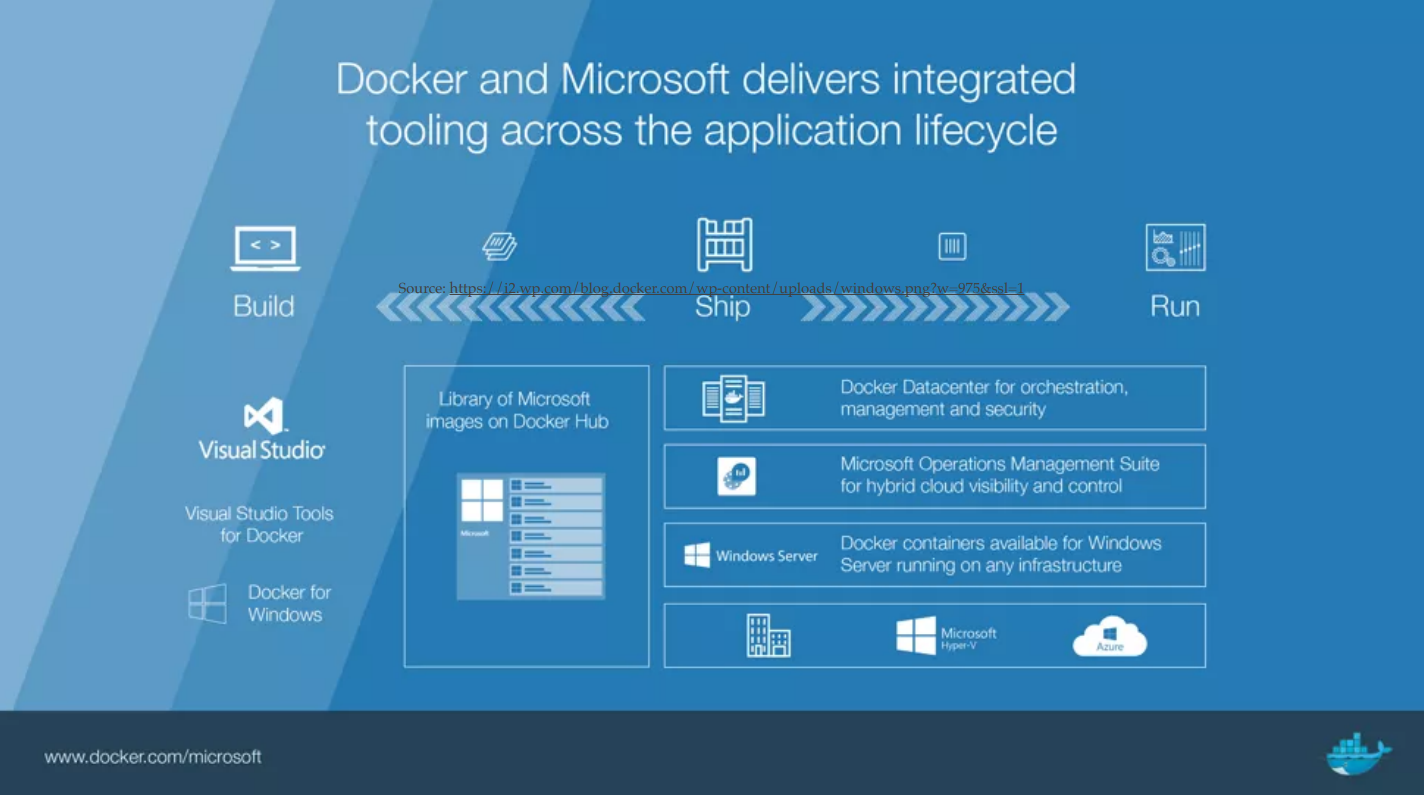 Docker and Microsoft delivers integrated
tooling across the application lifecycle
< >
Source: https://i2.wp.com/blog.docker.com/wp-content/uploads/windows.png?w=975&ssl=1
Build
Ship
Run
Visual Studio
Visual Studio Tools
for Docker
Docker for
Windows
Library of Microsoft
images on Docker Hub
Microsoft
Docker Datacenter for orchestration,
management and security
Microsoft Operations Management Suite
for hybrid cloud visibility and control
Windows Server
Docker containers available for Windows
Server running on any infrastructure
Microsoft
Hyper-V
Azure
www.docker.com/microsoft